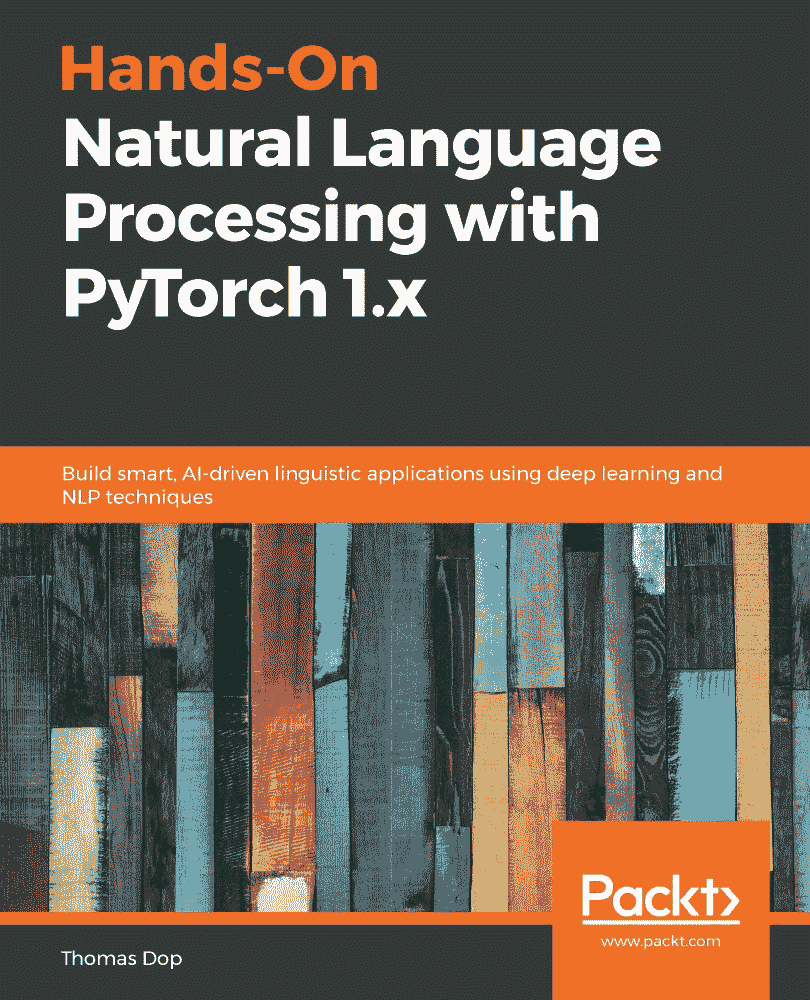 Hands-On
Natural Language
Processing with
PyTorch 1.x
Build smart, AI-driven linguistic applications using deep learning and
NLP techniques
Packt>
www.packt.com
Thomas Dop